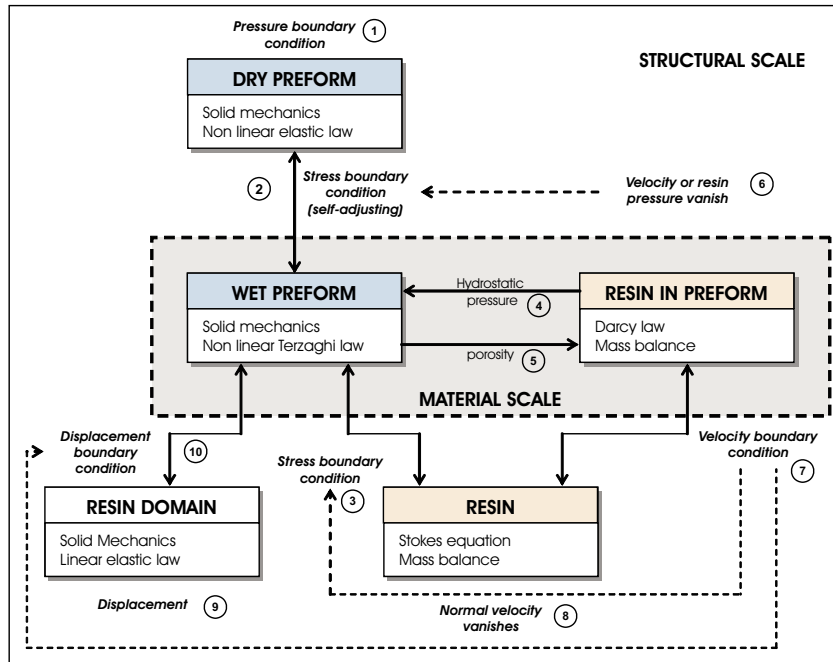 Pressure boundary
condition
1
STRUCTURAL SCALE
DRY PREFORM
Solid mechanics
Non linear elastic law
2
Stress boundary
condition
(self-adjusting)
Velocity or resin
pressure vanish
6
WET PREFORM
Solid mechanics
Non linear Terzaghi law
Hydrostatic
pressure
4
porosity
5
RESIN IN PREFORM
Darcy law
Mass balance
MATERIAL SCALE
Displacement
boundary
condition
10
Stress boundary
condition
3
Velocity boundary
condition
7
RESIN DOMAIN
Solid Mechanics
Linear elastic law
RESIN
Stokes equation
Mass balance
Displacement
9
Normal velocity
vanishes
8